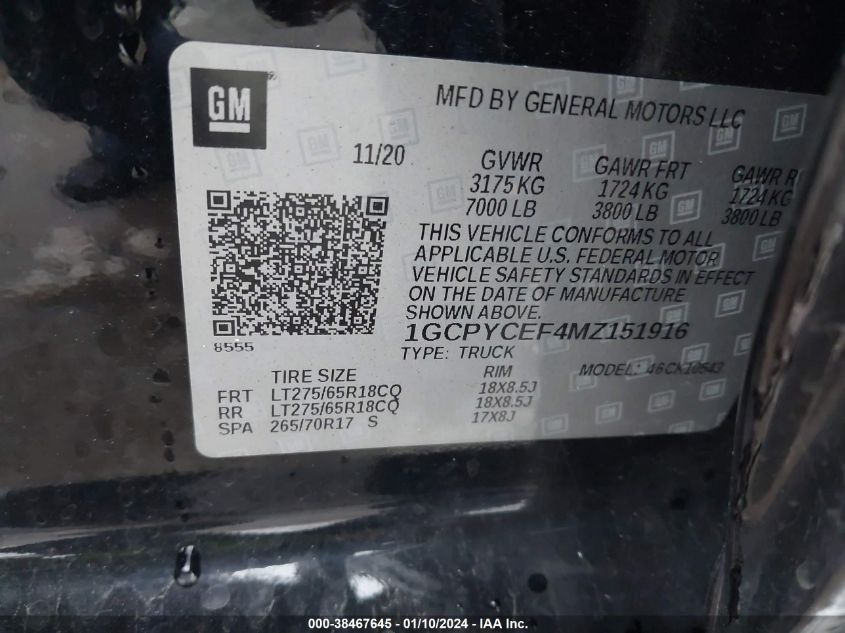 GM
MFD BY GENERAL MOTORS LLC
11/20
GVWR GAWR FRT GAWR R
3175 KG 1724 KG 1724 KG
7000 LB 3800 LB 3800 LB
THIS VEHICLE CONFORMS TO ALL
APPLICABLE U.S. FEDERAL MOTOR
VEHICLE SAFETY STANDARDS IN EFFECT
ON THE DATE OF MANUFACTURE
SHOWN ABOVE.
1GCPYCEF4MZ151916
8555
TYPE: TRUCK MODEL: 46CK10543
TIRE SIZE RIM
FRT LT275/65R18CQ 18X8.5J
RR LT275/65R18CQ 18X8.5J
SPA 265/70R17 S 17X8J
000-38467645 / 01/10/2024 - IAA Inc.